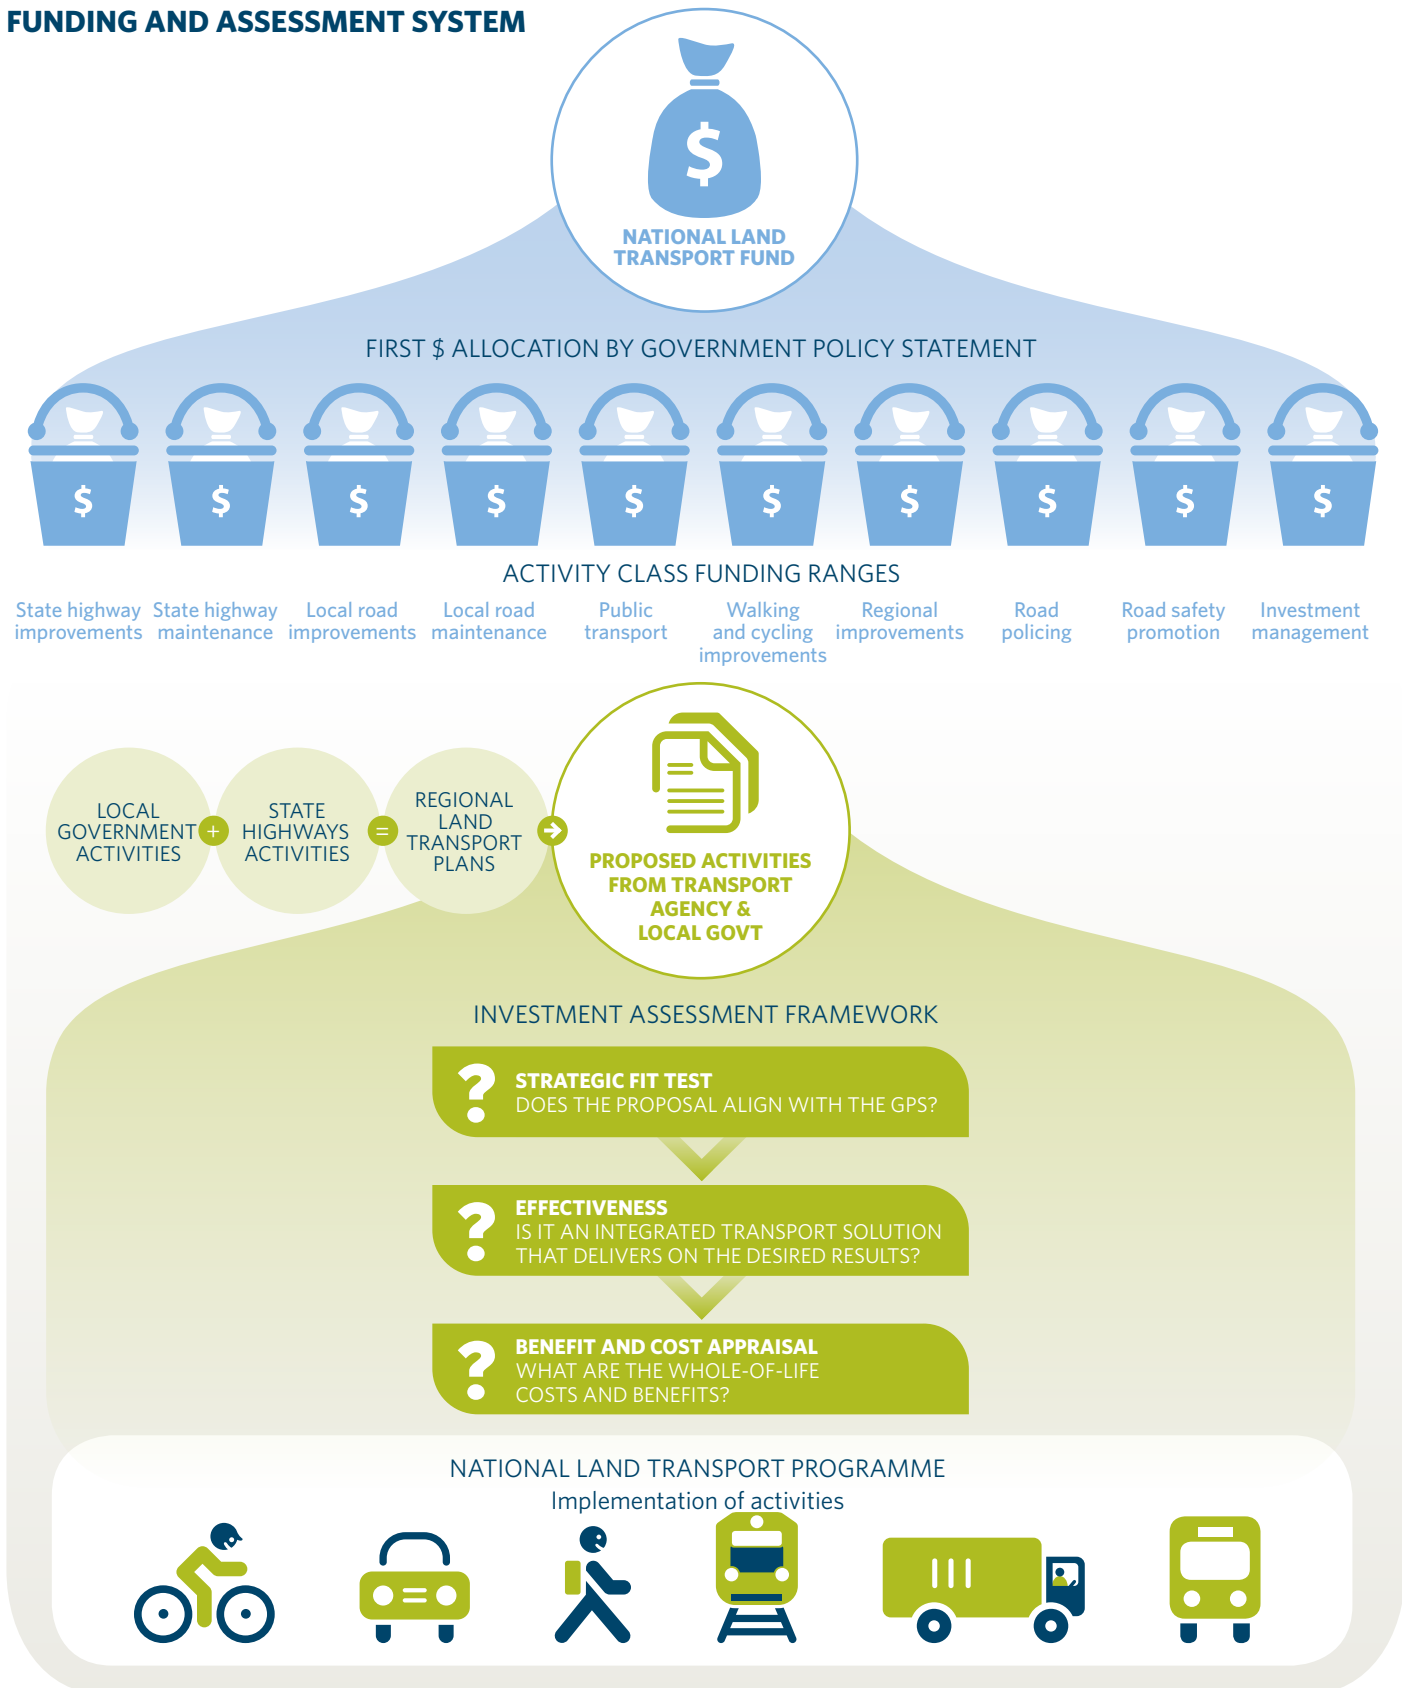 FUNDING AND ASSESSMENT SYSTEM
$
NATIONAL LAND
TRANSPORT FUND
FIRST $ ALLOCATION BY GOVERNMENT POLICY STATEMENT
$ $ $ $ $ $ $ $ $ $
ACTIVITY CLASS FUNDING RANGES
State highway
improvements
State highway
maintenance
Local road
improvements
Local road
maintenance
Public
transport
Walking
and cycling
improvements
Regional
improvements
Road
policing
Road safety
promotion
Investment
management
LOCAL
GOVERNMENT
ACTIVITIES
+
STATE
HIGHWAYS
ACTIVITIES
=
REGIONAL
LAND
TRANSPORT
PLANS
PROPOSED ACTIVITIES
FROM TRANSPORT
AGENCY &
LOCAL GOVT
INVESTMENT ASSESSMENT FRAMEWORK
?
STRATEGIC FIT TEST
DOES THE PROPOSAL ALIGN WITH THE GPS?
?
EFFECTIVENESS
IS IT AN INTEGRATED TRANSPORT SOLUTION
THAT DELIVERS ON THE DESIRED RESULTS?
?
BENEFIT AND COST APPRAISAL
WHAT ARE THE WHOLE-OF-LIFE
COSTS AND BENEFITS?
NATIONAL LAND TRANSPORT PROGRAMME
Implementation of activities